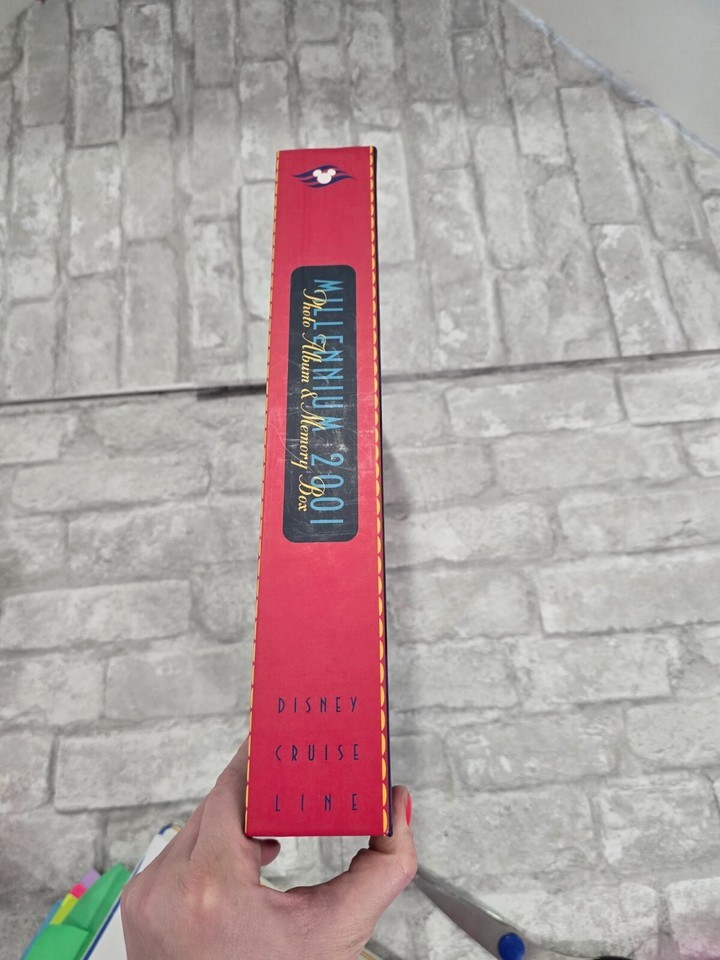 MILLENNIUM 2001
Photo Album & Memory Box
DISNEY
CRUISE
LINE